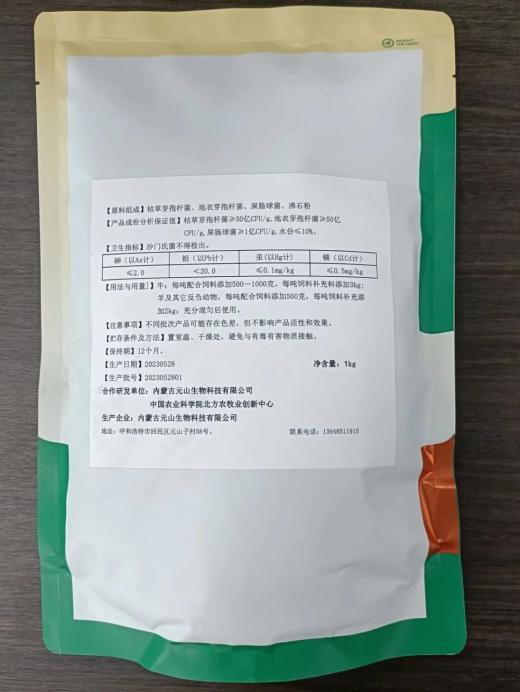 【原料组成】枯草芽孢杆菌、地衣芽孢杆菌、屎肠球菌、沸石粉
【产品成份分析保证值】枯草芽孢杆菌≥50亿CFU/g,地衣芽孢杆菌≥50亿
CFU/g,屎肠球菌≥1亿CFU/g,水份≤10%。
【卫生指标】沙门氏菌不得检出。
砷（以As计） 铅（以Pb计） 汞(以Hg计) 镉（以Cd计）
≤2.0 <20.0 ≤0.1mg/kg ≤0.5mg/kg
【用法与用量]】牛：每吨配合饲料添加500—1000克，每吨饲料补充料添加3kg;
羊及其它反刍动物，每吨配合饲料添加500克。每吨饲料补充添
加2kg；充分混匀后使用。
【注意事项】不同批次产品可能存在色差，但不影响产品活性和效果。
【贮存条件及方法】置室温、干燥处，避免与有毒有害物质接触。
【保持期】12个月。
【生产日期】20230528 净含量：1kg
【生产批号】2023052801
合作研发单位：内蒙古元山生物科技有限公司
中国农业科学院北方农牧业创新中心
生产企业：内蒙古元山生物科技有限公司
地址：呼和浩特市回民区元山子村58号。 联系电话：13948511915